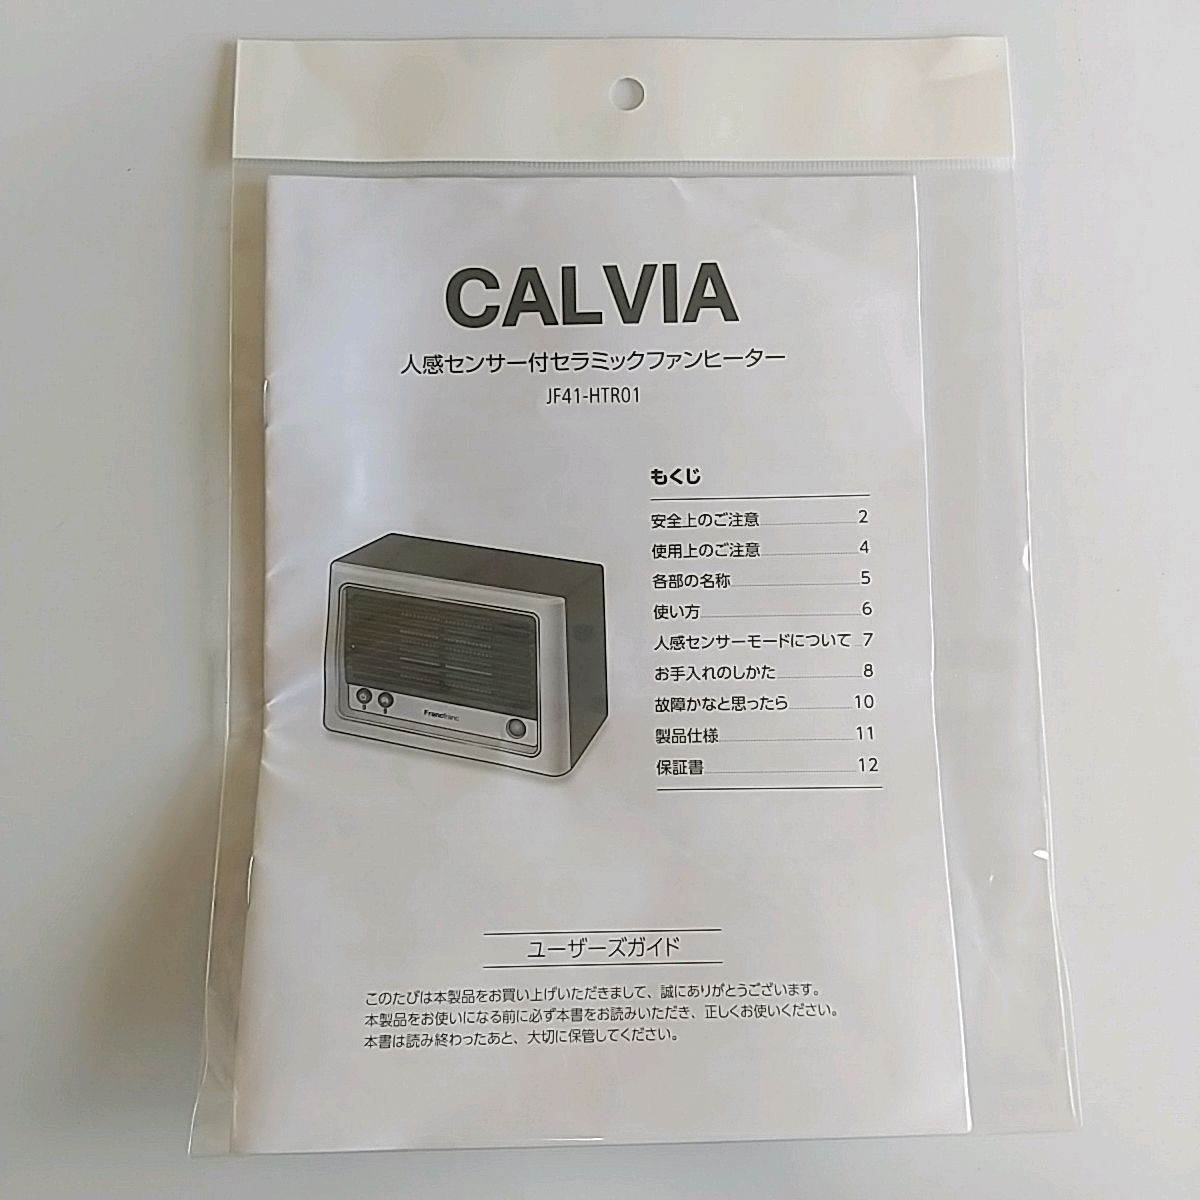 CALVIA
人感センサー付セラミックファンヒーター
JF41-HTR01
もくじ
安全上のご注意 2
使用上のご注意 4
各部の名称 5
使い方 6
人感センサーモードについて 7
お手入れのしかた 8
故障かなと思ったら 10
製品仕様 11
保証書 12
Francfranc
ユーザーズガイド
このたびは本製品をお買い上げいただきまして、誠にありがとうございます。
本製品をお使いになる前に必ず本書をお読みいただき、正しくお使いください。
本書は読み終わったあと、大切に保管してください。